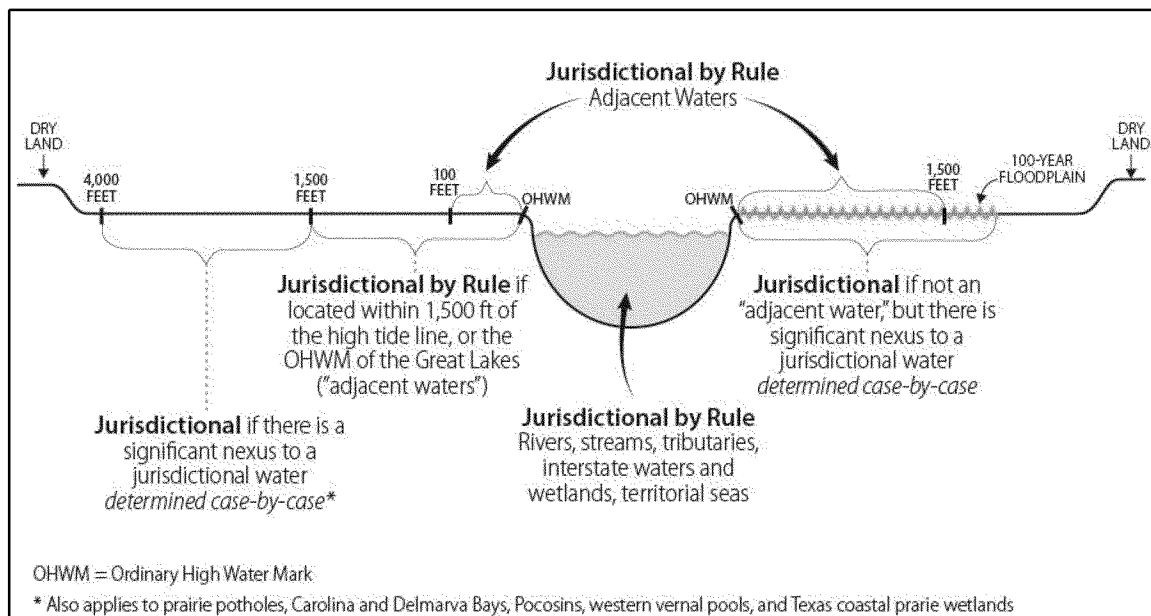 Jurisdictional by Rule
Adjacent Waters
DRY
LAND
4,000
FEET
1,500
FEET
100
FEET
OHWM
OHWM
1,500
FEET
100-YEAR
FLOODPLAIN
DRY
LAND
Jurisdictional by Rule if
located within 1,500 ft of
the high tide line, or the
OHWM of the Great Lakes
("adjacent waters")
Jurisdictional if not an
"adjacent water," but there is
significant nexus to a
jurisdictional water
determined case-by-case
Jurisdictional if there is a
significant nexus to a
jurisdictional water
determined case-by-case*
Jurisdictional by Rule
Rivers, streams, tributaries,
interstate waters and
wetlands, territorial seas
OHWM = Ordinary High Water Mark
* Also applies to prairie potholes, Carolina and Delmarva Bays, Pocosins, western vernal pools, and Texas coastal prarie wetlands